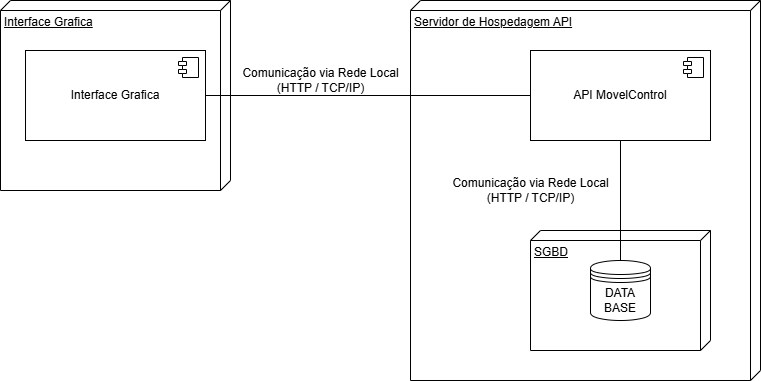 Interface Grafica
Servidor de Hospedagem API
Interface Grafica
Comunicação via Rede Local
(HTTP / TCP/IP)
API MovelControl
Comunicação via Rede Local
(HTTP / TCP/IP)
SGBD
DATA
BASE